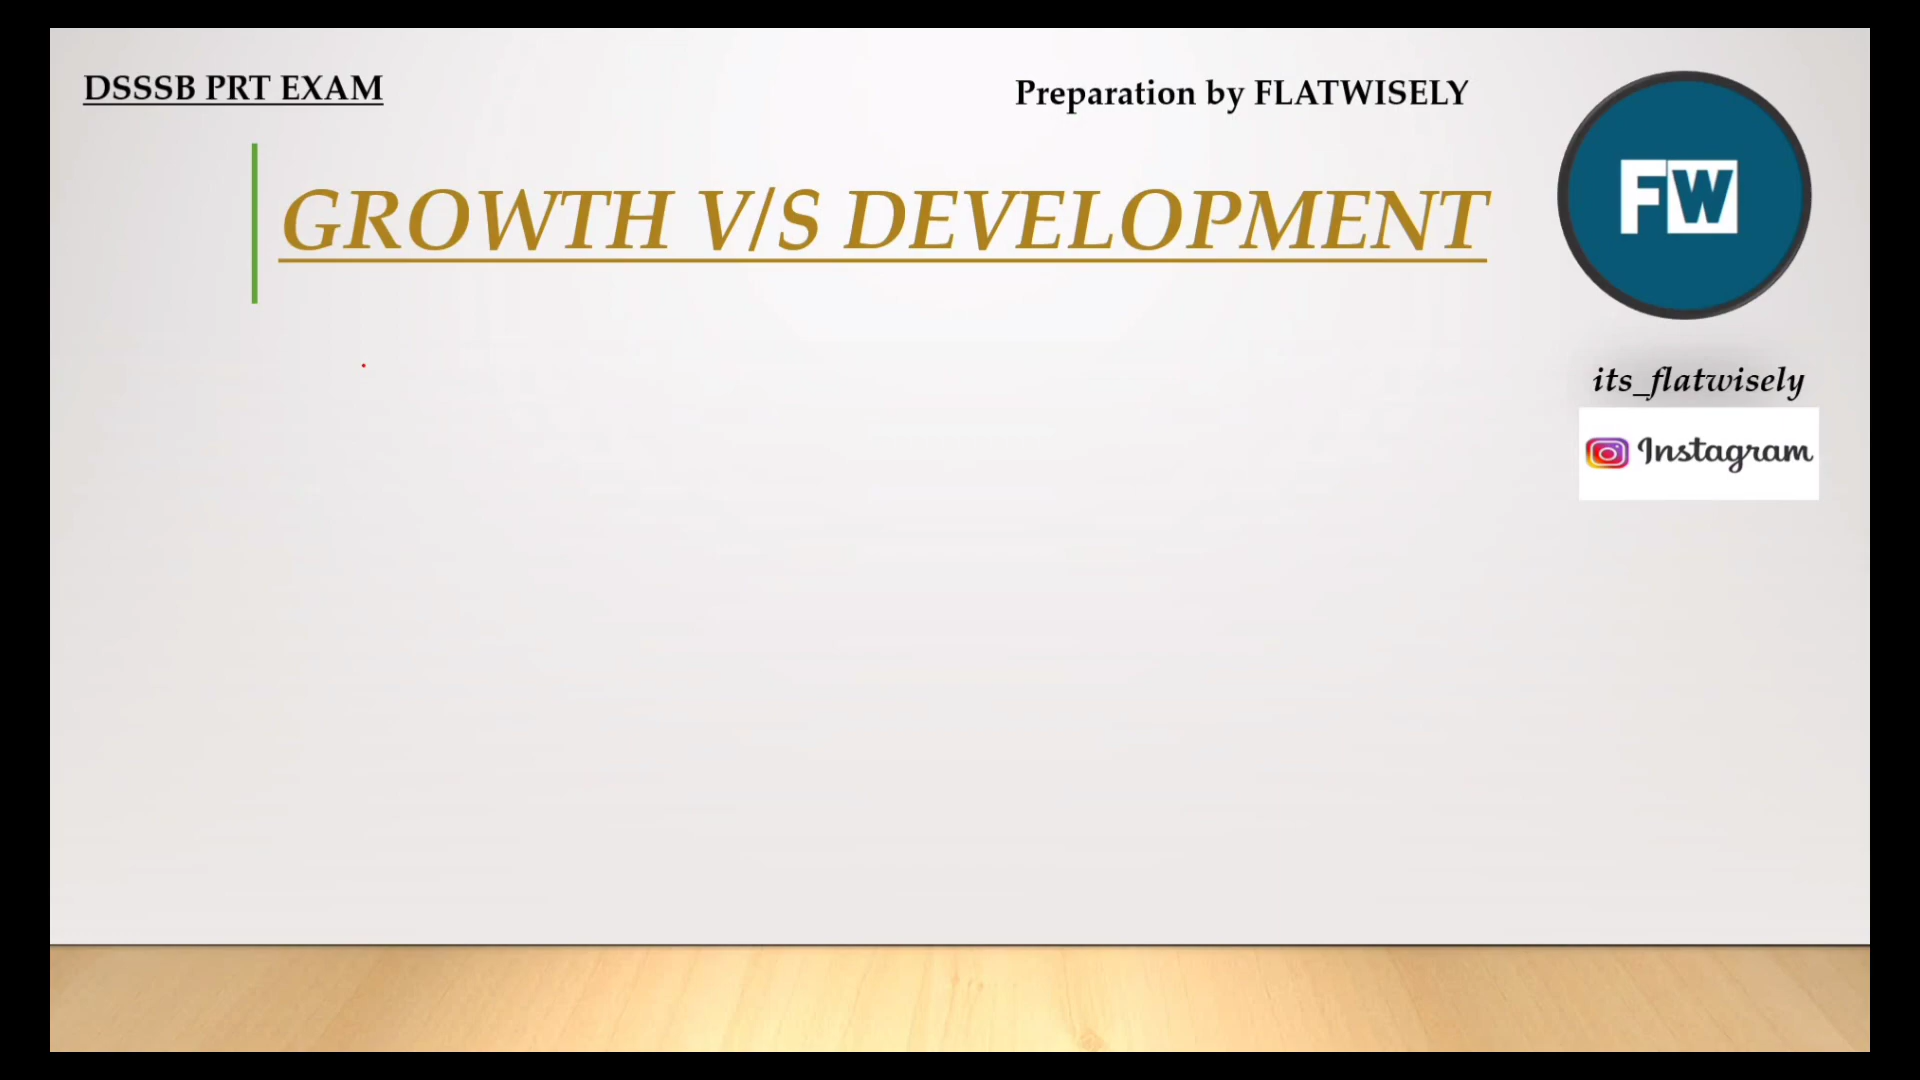 DSSSB PRT EXAM
Preparation by FLATWISELY
GROWTH V/S DEVELOPMENT
FW
its_flatwisely
Instagram